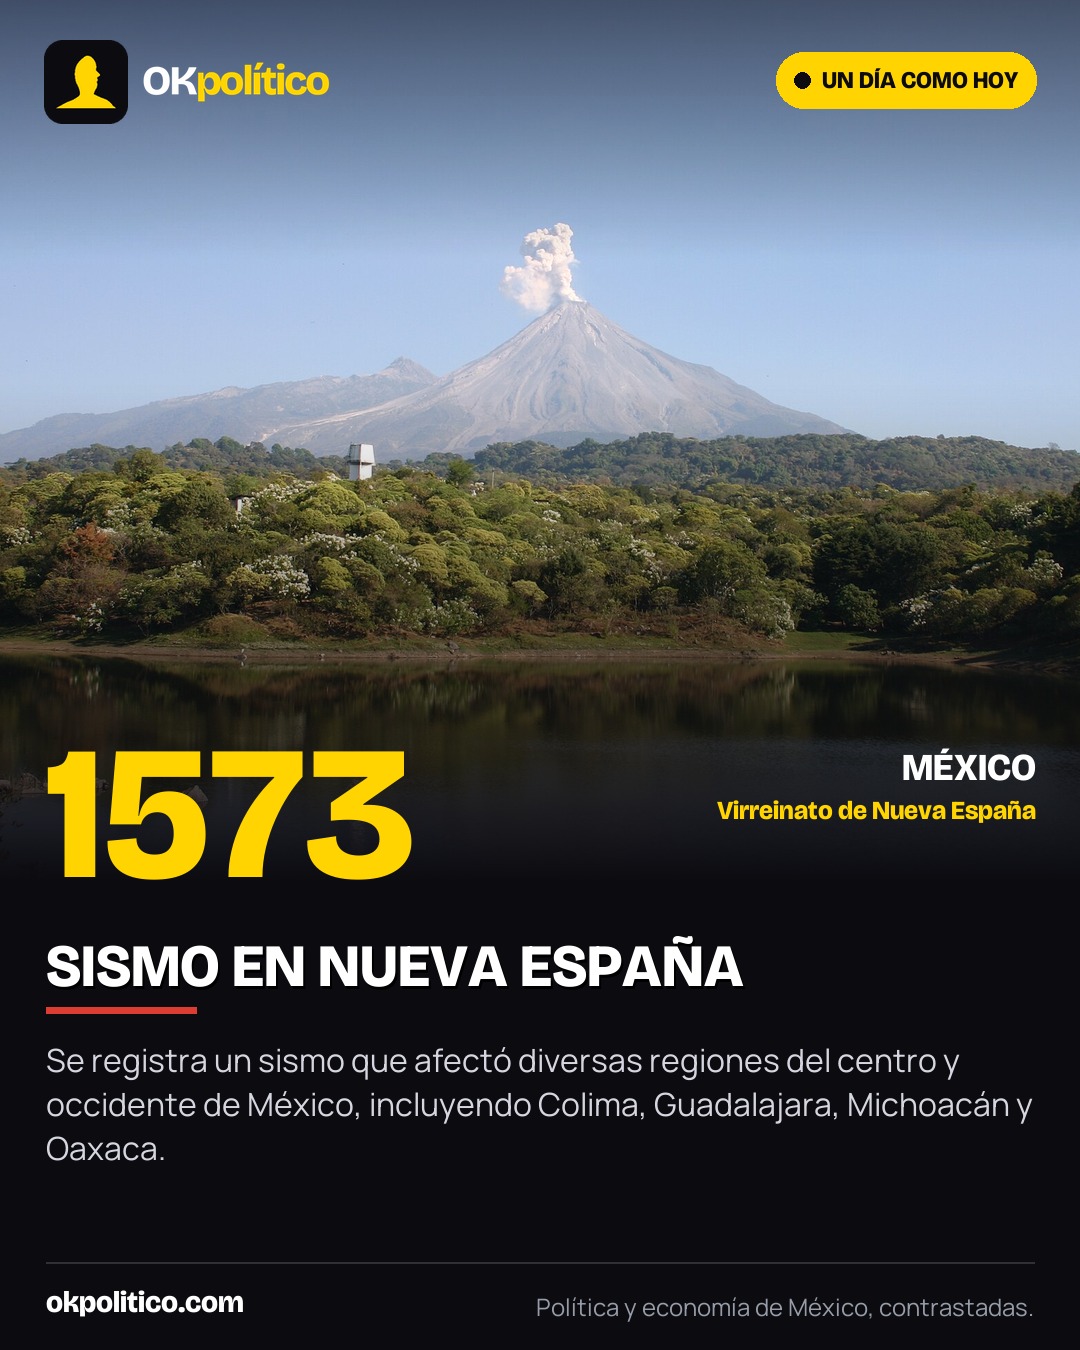 OKpolítico
UN DÍA COMO HOY
1573
MÉXICO
Virreinato de Nueva España
SISMO EN NUEVA ESPAÑA
Se registra un sismo que afectó diversas regiones del centro y
occidente de México, incluyendo Colima, Guadalajara, Michoacán y
Oaxaca.
okpolitico.com
Política y economía de México, contrastadas.